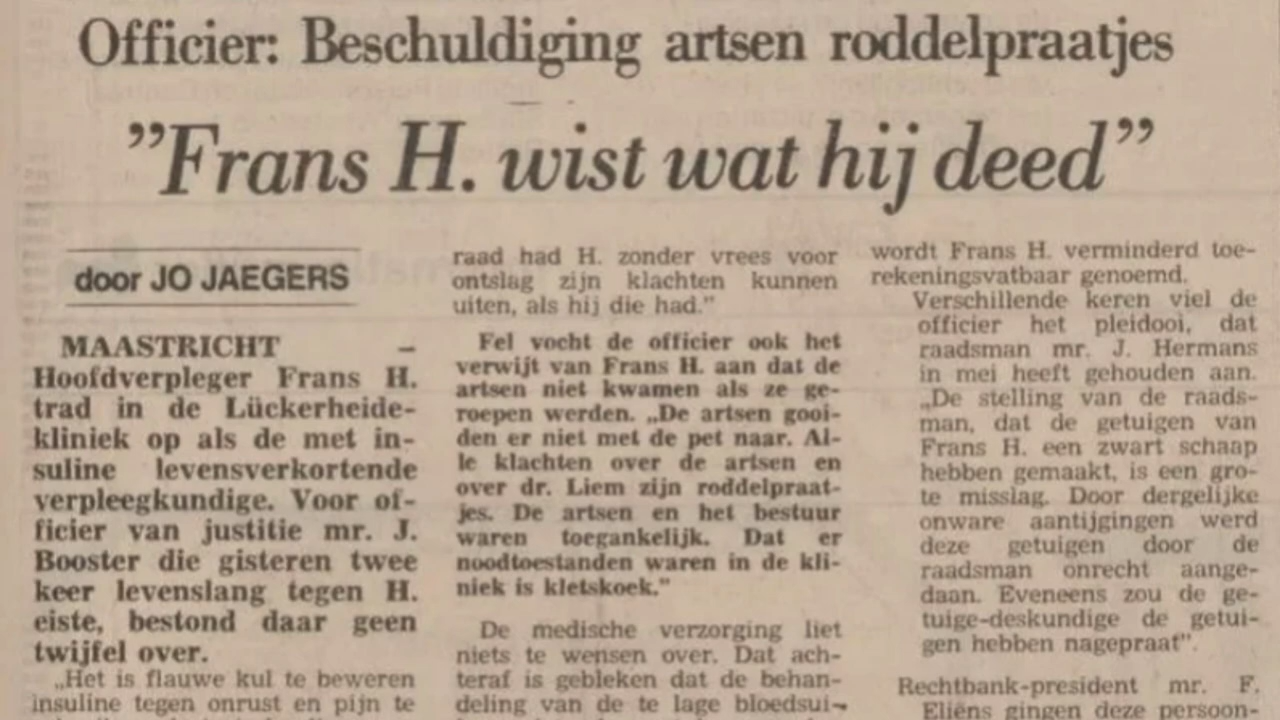 Officier: Beschuldiging artsen roddelpraatjes
”Frans H. wist wat hij deed”
door JO JAEGERS
MAASTRICHT –
Hoofdverpleger Frans H.
trad in de Lückerheide-
kliniek op als de met in-
suline levensverkortende
verpleegkundige. Voor of-
ficier van justitie mr. J.
Booster die gisteren twee
keer levenslang tegen H.
eiste, bestond daar geen
twijfel over.
„Het is flauwe kul te beweren
insuline tegen onrust en pijn te
raad had H. zonder vrees voor
ontslag zijn klachten kunnen
uiten, als hij die had.”
Fel vocht de officier ook het
verwijt van Frans H. aan dat de
artsen niet kwamen als ze ge-
roepen werden. „De artsen gooi-
den er niet met de pet naar. Al-
le klachten over de artsen en
over dr. Liem zijn roddelpraat-
jes. De artsen en het bestuur
waren toegankelijk. Dat er
noodtoestanden waren in de kli-
niek is kletskoek.”
De medische verzorging liet
niets te wensen over. Dat ach-
teraf is gebleken dat de behan-
deling van de te lage bloedsui-
wordt Frans H. verminderd toe-
rekeningsvatbaar genoemd.
Verschillende keren viel de
officier het pleidooi, dat
raadsman mr. J. Hermans
in mei heeft gehouden aan.
„De stelling van de raads-
man, dat de getuigen van
Frans H. een zwart schaap
hebben gemaakt, is een gro-
te misslag. Door dergelijke
onware aantijgingen werd
deze getuigen door de
raadsman onrecht aange-
daan. Eveneens zou de ge-
tuige-deskundige de getui-
gen hebben nagepraat”.
Rechtbank-president mr. F.
Eliëns gingen deze persoon-